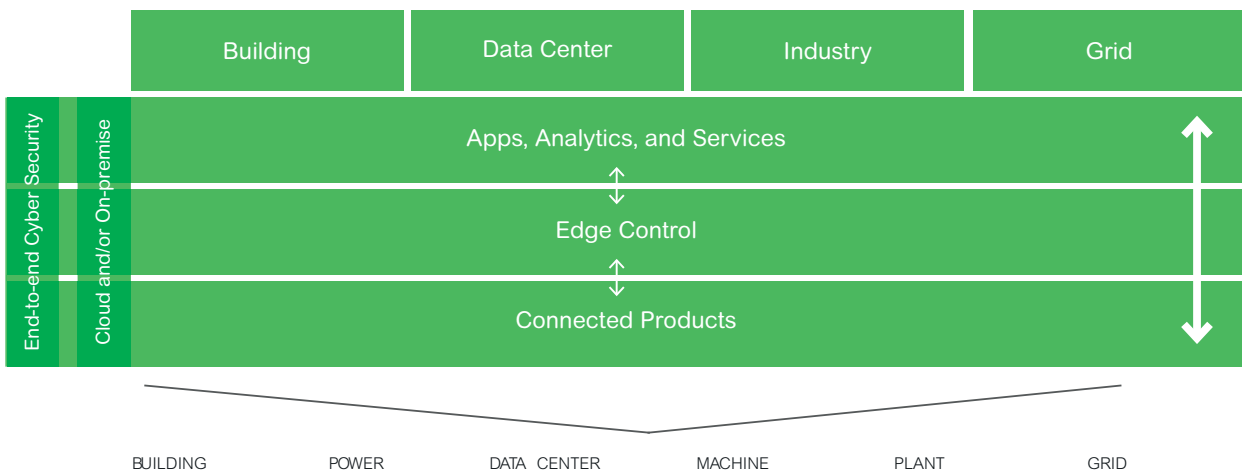 Building
Data Center
Industry
Grid
End-to-end Cyber Security
Cloud and/or On-premise
Apps, Analytics, and Services
Edge Control
Connected Products
BUILDING
POWER
DATA CENTER
MACHINE
PLANT
GRID